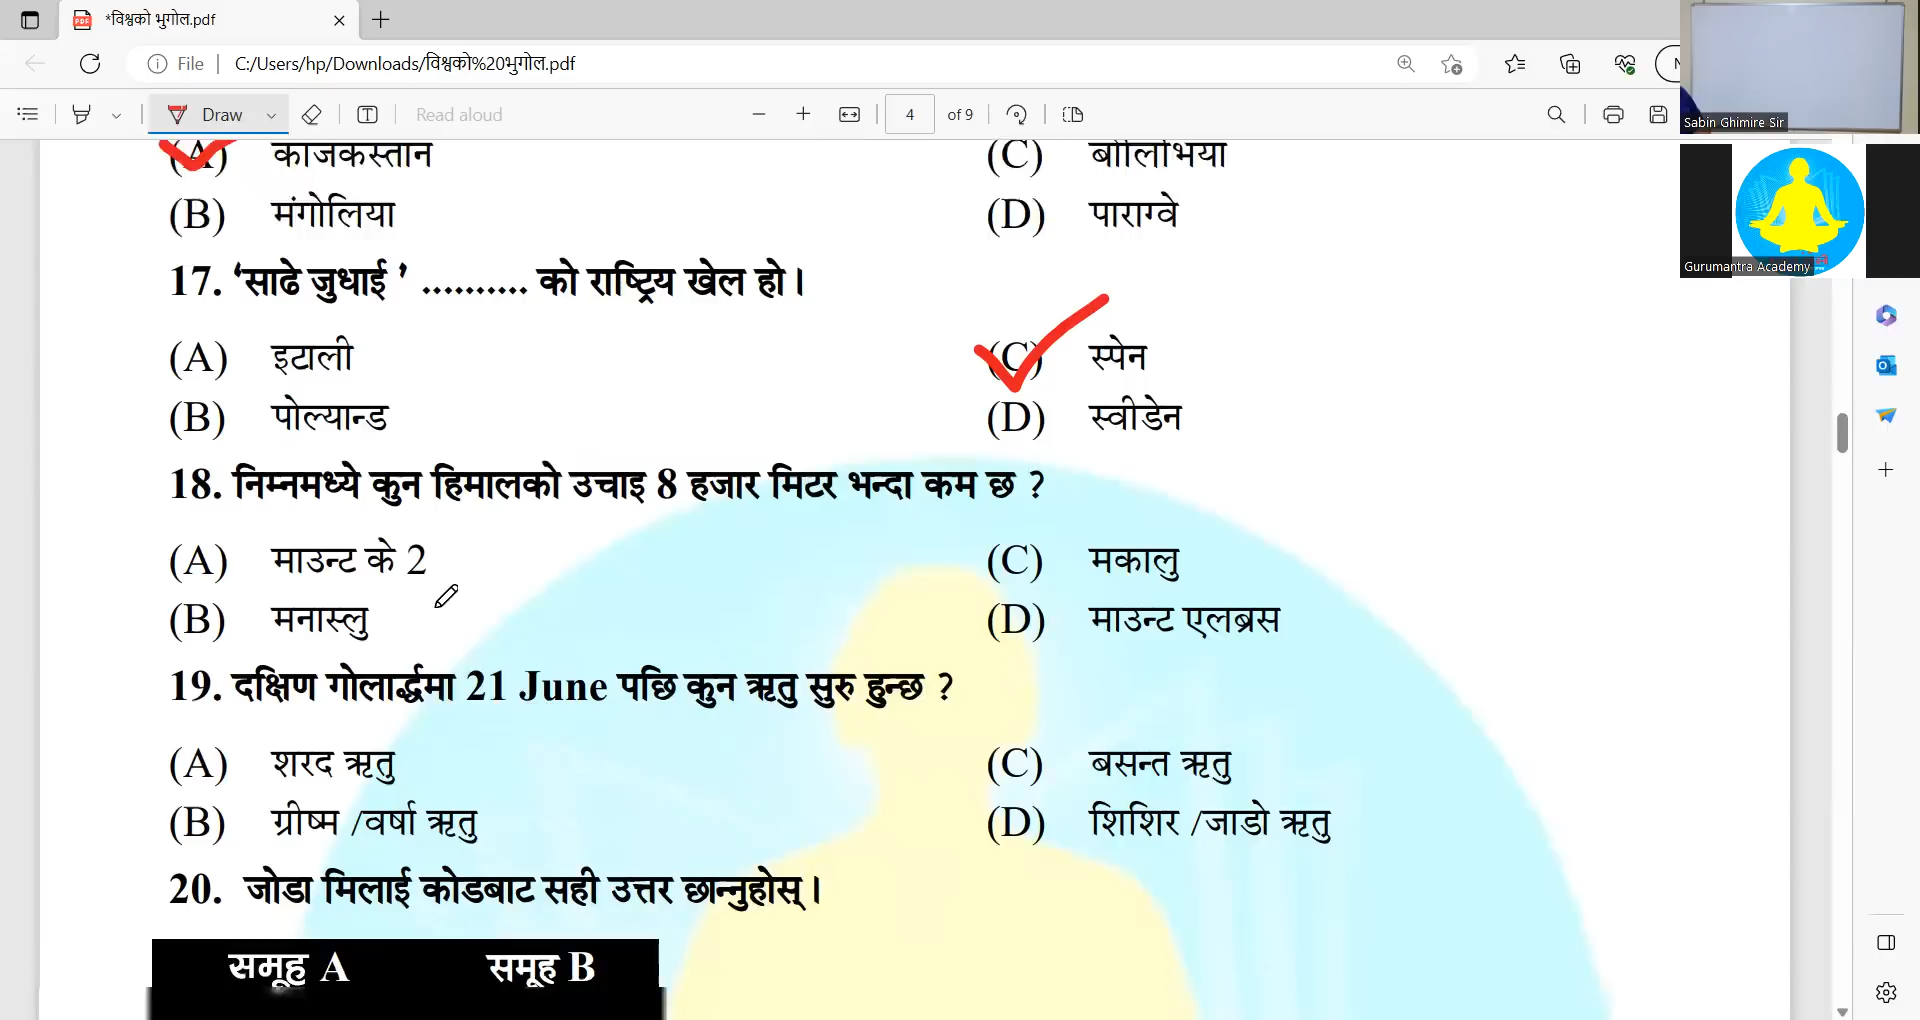 *विश्वको भुगोल.pdf
File C:/Users/hp/Downloads/विश्वको%20भुगोल.pdf
Draw Read aloud 4 of 9
Sabin Ghimire Sir
Gurumantra Academy
(A) काजकस्तान (C) बोलिभिया
(B) मंगोलिया (D) पाराग्वे
17. ‘साढे जुधाई ’ .......... को राष्ट्रिय खेल हो।
(A) इटाली (C) स्पेन
(B) पोल्यान्ड (D) स्वीडेन
18. निम्नमध्ये कुन हिमालको उचाइ 8 हजार मिटर भन्दा कम छ ?
(A) माउन्ट के 2 (C) मकालु
(B) मनास्लु (D) माउन्ट एलब्रस
19. दक्षिण गोलार्द्धमा 21 June पछि कुन ऋतु सुरु हुन्छ ?
(A) शरद ऋतु (C) बसन्त ऋतु
(B) ग्रीष्म /वर्षा ऋतु (D) शिशिर /जाडो ऋतु
20. जोडा मिलाई कोडबाट सही उत्तर छान्नुहोस्।
समूह A समूह B